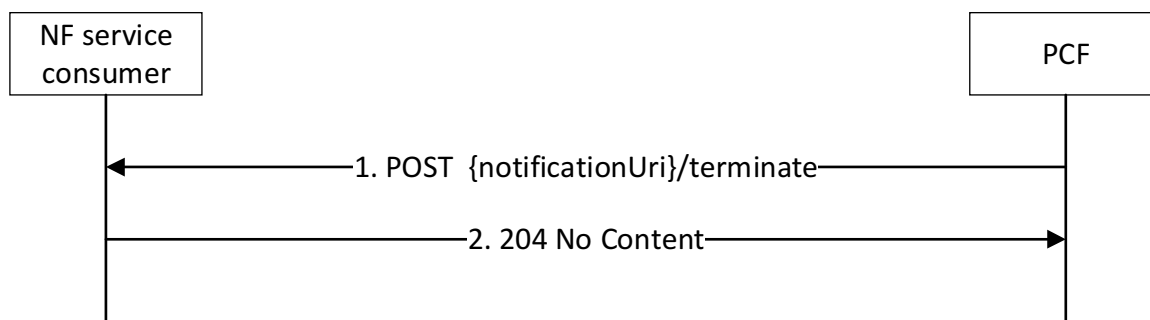 NF service
consumer
PCF
1. POST  {notificationUri}/terminate
2. 204 No Content